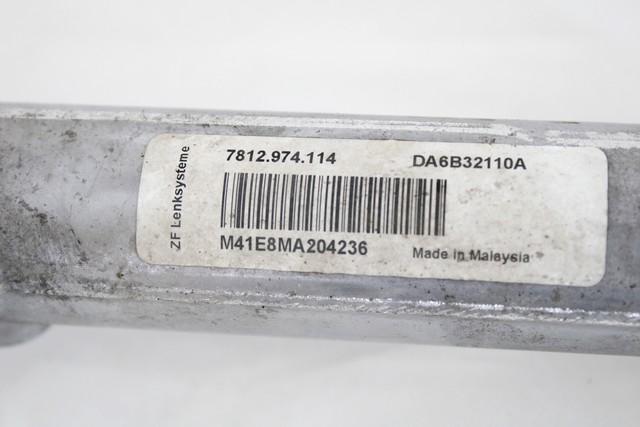 ZF Lenksysteme
7812.974.114 DA6B32110A
M41E8MA204236 Made in Malaysia